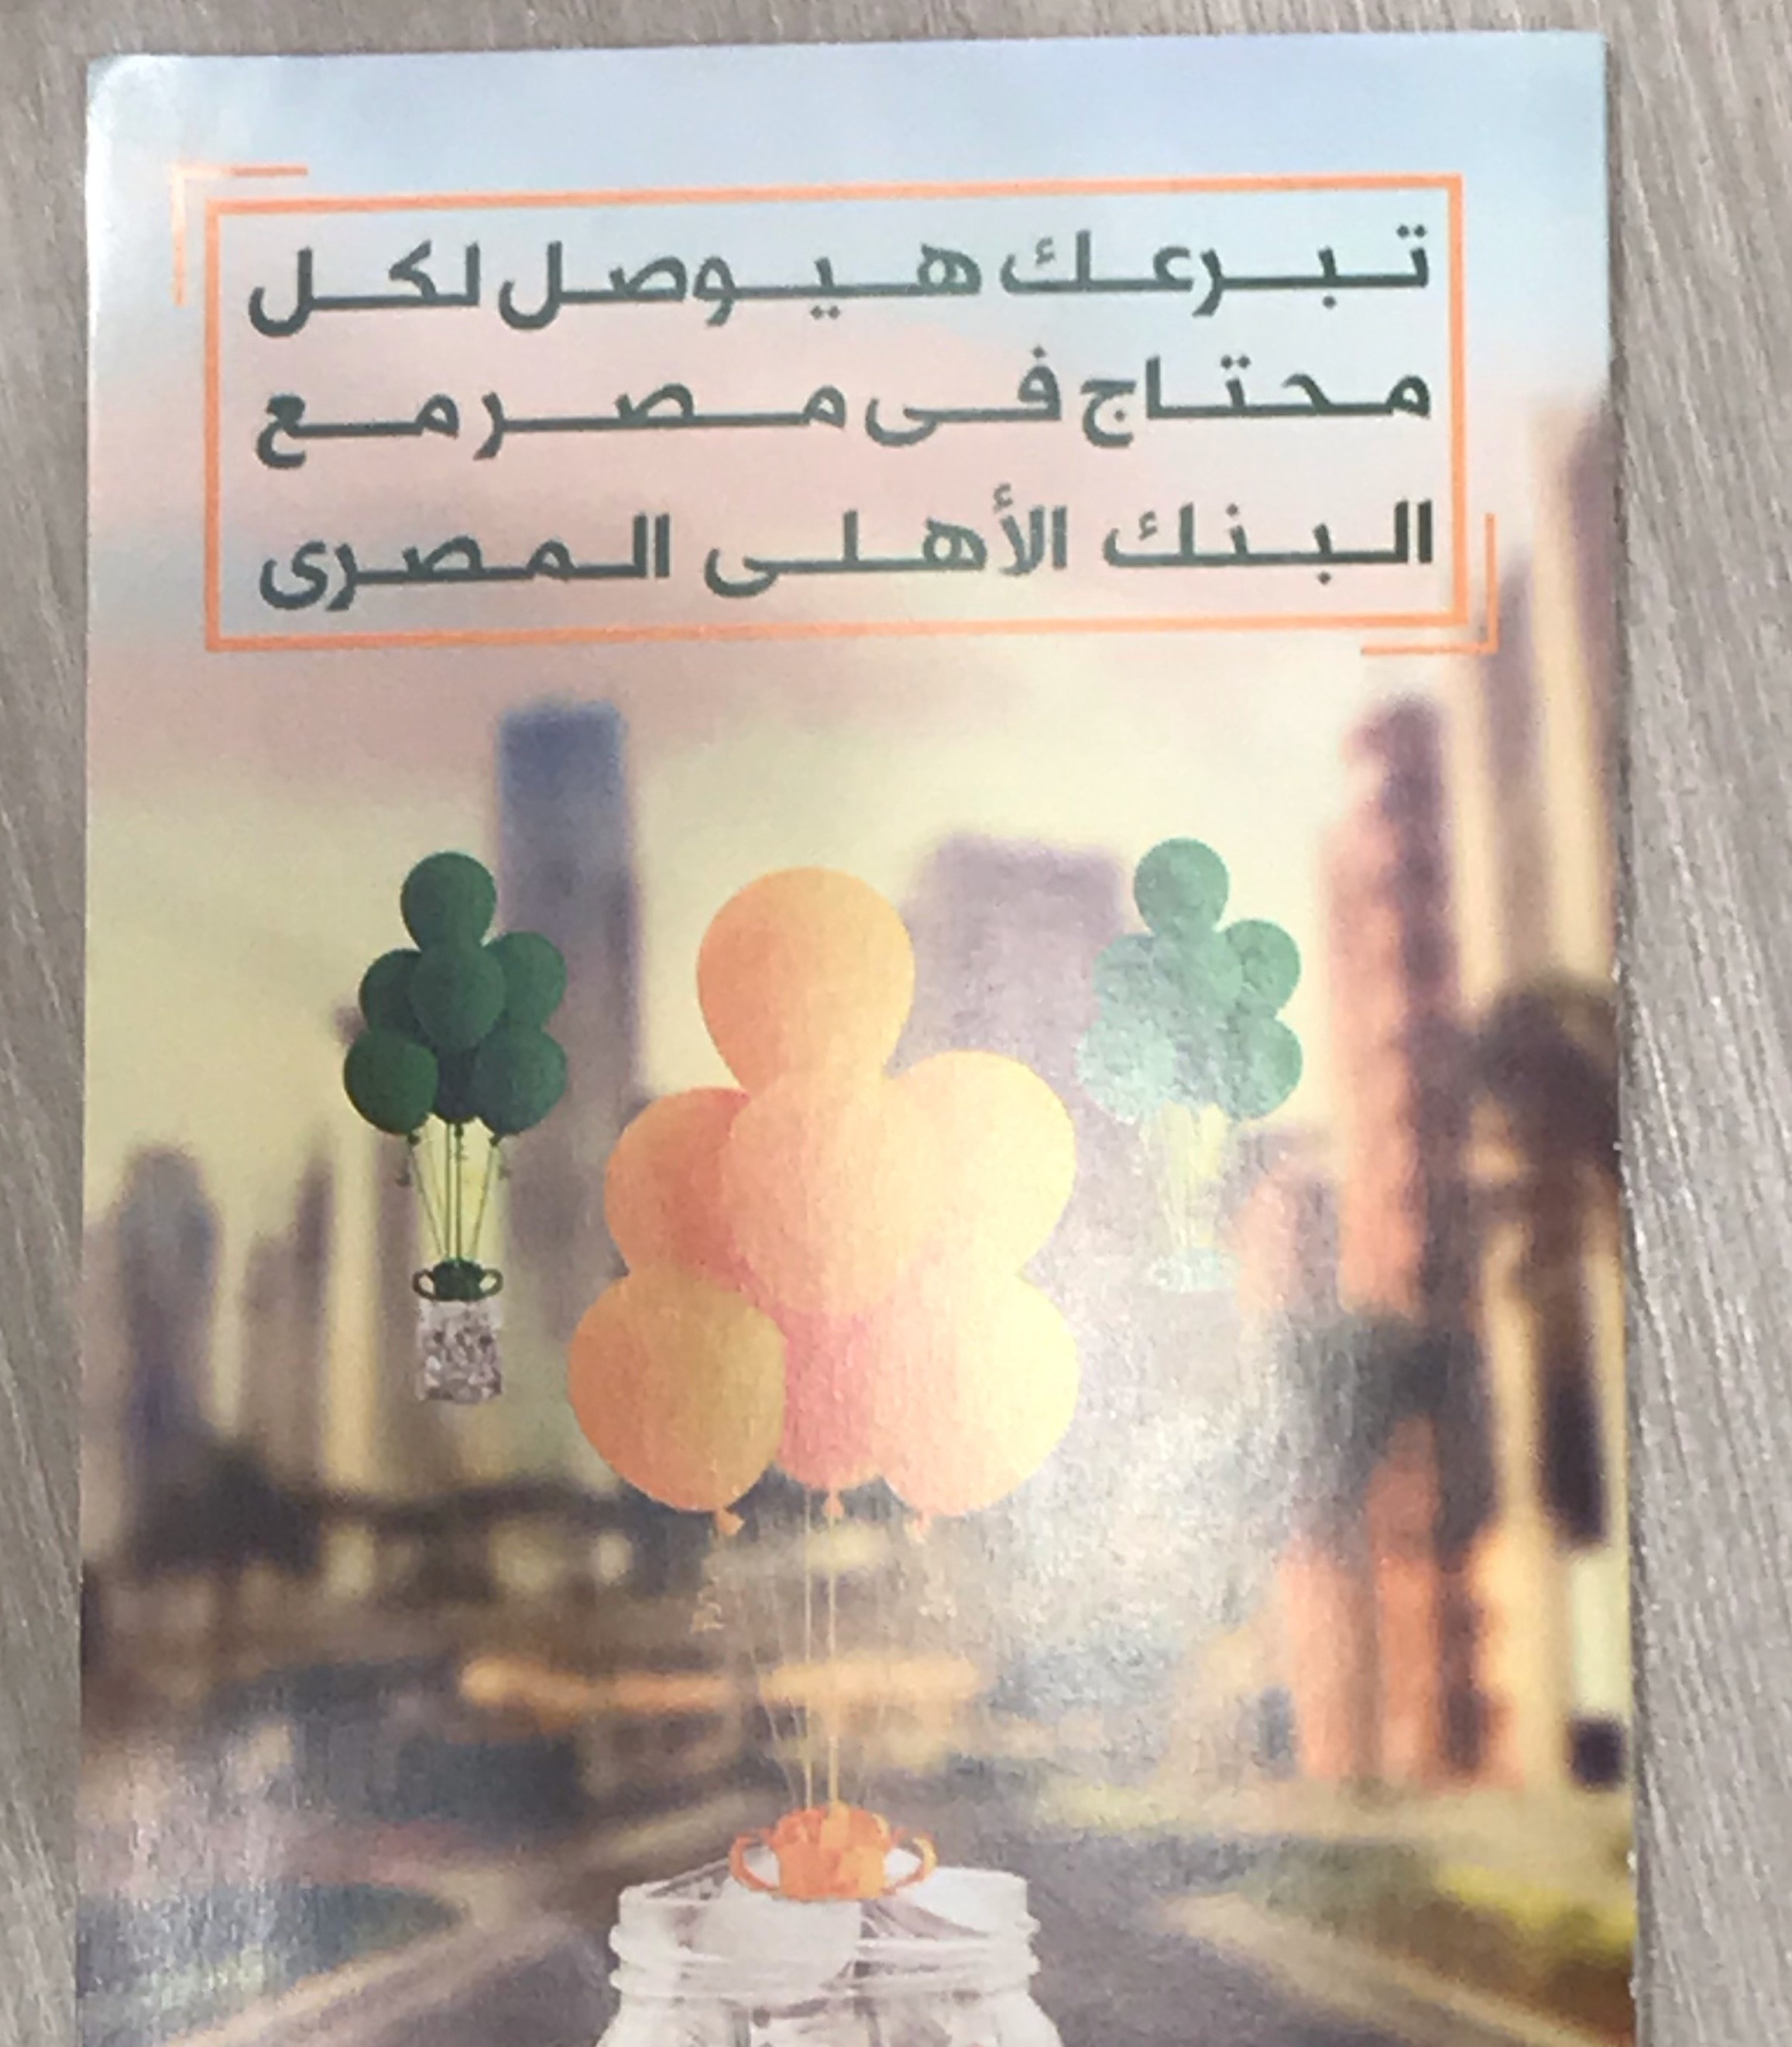 تبرعك هيوصل لكل
محتاج فى مصر مع
البنك الأهلى المصرى